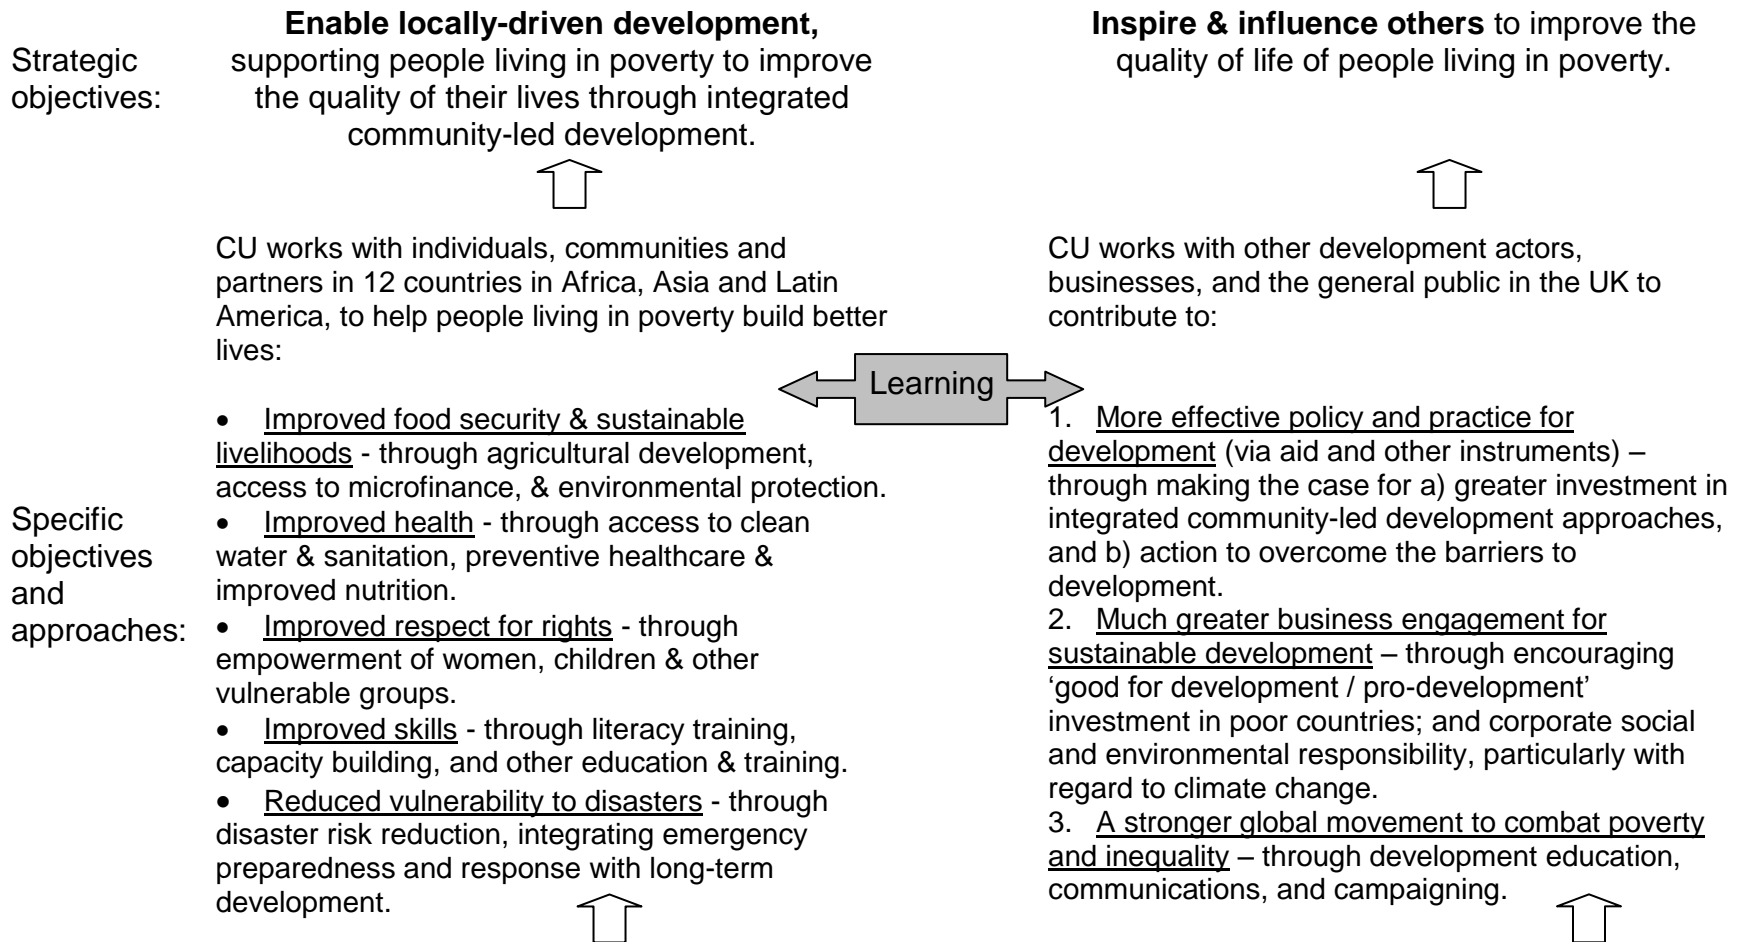 Strategic
objectives:
Enable locally-driven development,
supporting people living in poverty to improve
the quality of their lives through integrated
community-led development.
Inspire & influence others to improve the
quality of life of people living in poverty.
CU works with individuals, communities and
partners in 12 countries in Africa, Asia and Latin
America, to help people living in poverty build better
lives:
CU works with other development actors,
businesses, and the general public in the UK to
contribute to:
Learning
Specific
objectives
and
approaches:
• Improved food security & sustainable
livelihoods - through agricultural development,
access to microfinance, & environmental protection.
• Improved health - through access to clean
water & sanitation, preventive healthcare &
improved nutrition.
• Improved respect for rights - through
empowerment of women, children & other
vulnerable groups.
• Improved skills - through literacy training,
capacity building, and other education & training.
• Reduced vulnerability to disasters - through
disaster risk reduction, integrating emergency
preparedness and response with long-term
development.
1. More effective policy and practice for
development (via aid and other instruments) –
through making the case for a) greater investment in
integrated community-led development approaches,
and b) action to overcome the barriers to
development.
2. Much greater business engagement for
sustainable development – through encouraging
‘good for development / pro-development’
investment in poor countries; and corporate social
and environmental responsibility, particularly with
regard to climate change.
3. A stronger global movement to combat poverty
and inequality – through development education,
communications, and campaigning.